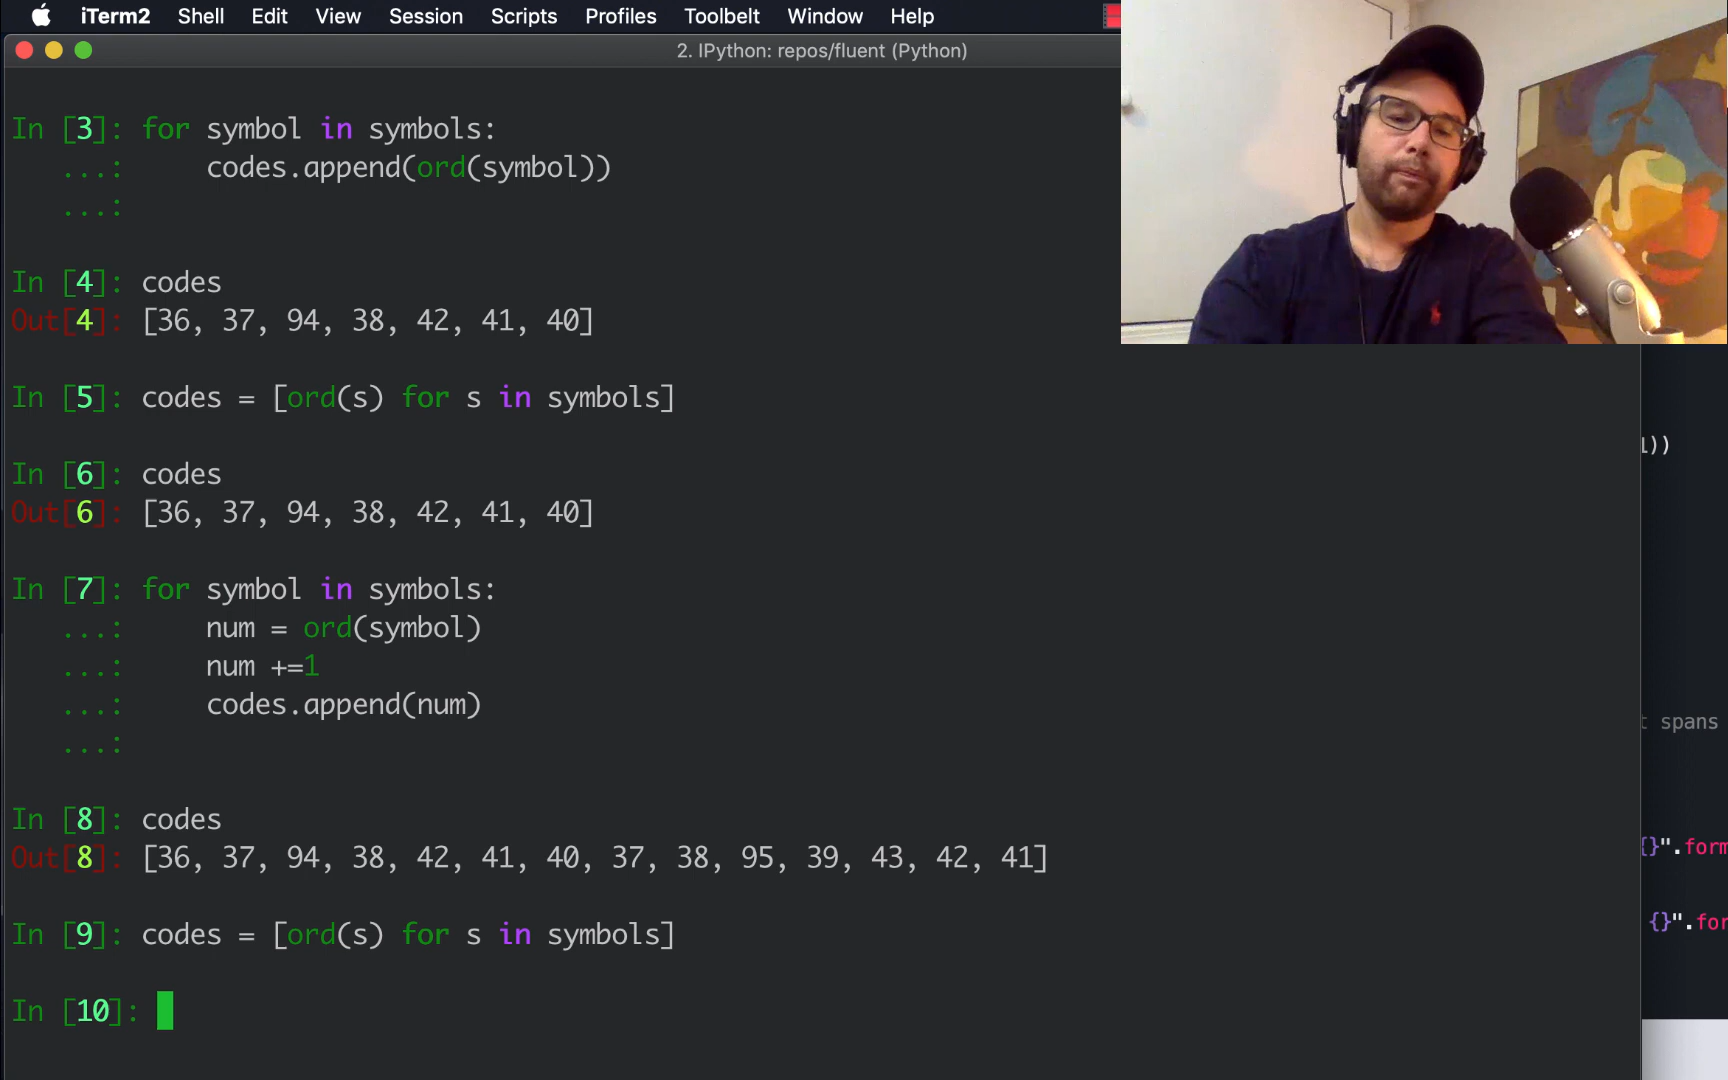 iTerm2 Shell Edit View Session Scripts Profiles Toolbelt Window Help
2. IPython: repos/fluent (Python)
In [3]: for symbol in symbols:
...: codes.append(ord(symbol))
...:
In [4]: codes
Out[4]: [36, 37, 94, 38, 42, 41, 40]
In [5]: codes = [ord(s) for s in symbols]
))
In [6]: codes
Out[6]: [36, 37, 94, 38, 42, 41, 40]
In [7]: for symbol in symbols:
...: num = ord(symbol)
...: num +=1
...: codes.append(num)
t spans
...:
In [8]: codes
{}".form
Out[8]: [36, 37, 94, 38, 42, 41, 40, 37, 38, 95, 39, 43, 42, 41]
In [9]: codes = [ord(s) for s in symbols]
{}".for
In [10]: